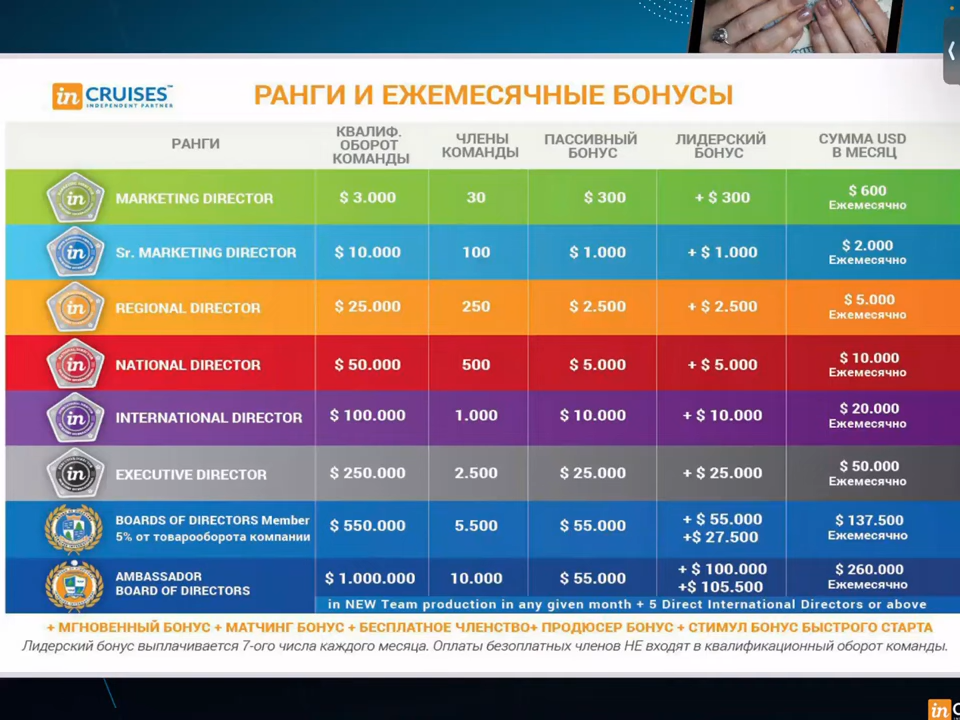 in CRUISES™
INDEPENDENT PARTNER
РАНГИ И ЕЖЕМЕСЯЧНЫЕ БОНУСЫ
РАНГИ
КВАЛИФ. ОБОРОТ КОМАНДЫ
ЧЛЕНЫ КОМАНДЫ
ПАССИВНЫЙ БОНУС
ЛИДЕРСКИЙ БОНУС
СУММА USD В МЕСЯЦ
in MARKETING DIRECTOR $ 3.000 30 $ 300 + $ 300 $ 600 Ежемесячно
in Sr. MARKETING DIRECTOR $ 10.000 100 $ 1.000 + $ 1.000 $ 2.000 Ежемесячно
in REGIONAL DIRECTOR $ 25.000 250 $ 2.500 + $ 2.500 $ 5.000 Ежемесячно
in NATIONAL DIRECTOR $ 50.000 500 $ 5.000 + $ 5.000 $ 10.000 Ежемесячно
in INTERNATIONAL DIRECTOR $ 100.000 1.000 $ 10.000 + $ 10.000 $ 20.000 Ежемесячно
in EXECUTIVE DIRECTOR $ 250.000 2.500 $ 25.000 + $ 25.000 $ 50.000 Ежемесячно
BOARDS OF DIRECTORS Member $ 550.000 5.500 $ 55.000 + $ 55.000 $ 137.500
5% от товарооборота компании +$ 27.500 Ежемесячно
AMBASSADOR $ 1.000.000 10.000 $ 55.000 + $ 100.000 $ 260.000
BOARD OF DIRECTORS +$ 105.500 Ежемесячно
in NEW Team production in any given month + 5 Direct International Directors or above
+ МГНОВЕННЫЙ БОНУС + МАТЧИНГ БОНУС + БЕСПЛАТНОЕ ЧЛЕНСТВО+ ПРОДЮСЕР БОНУС + СТИМУЛ БОНУС БЫСТРОГО СТАРТА
Лидерский бонус выплачивается 7-ого числа каждого месяца. Оплаты безоплатных членов НЕ входят в квалификационный оборот команды.
in